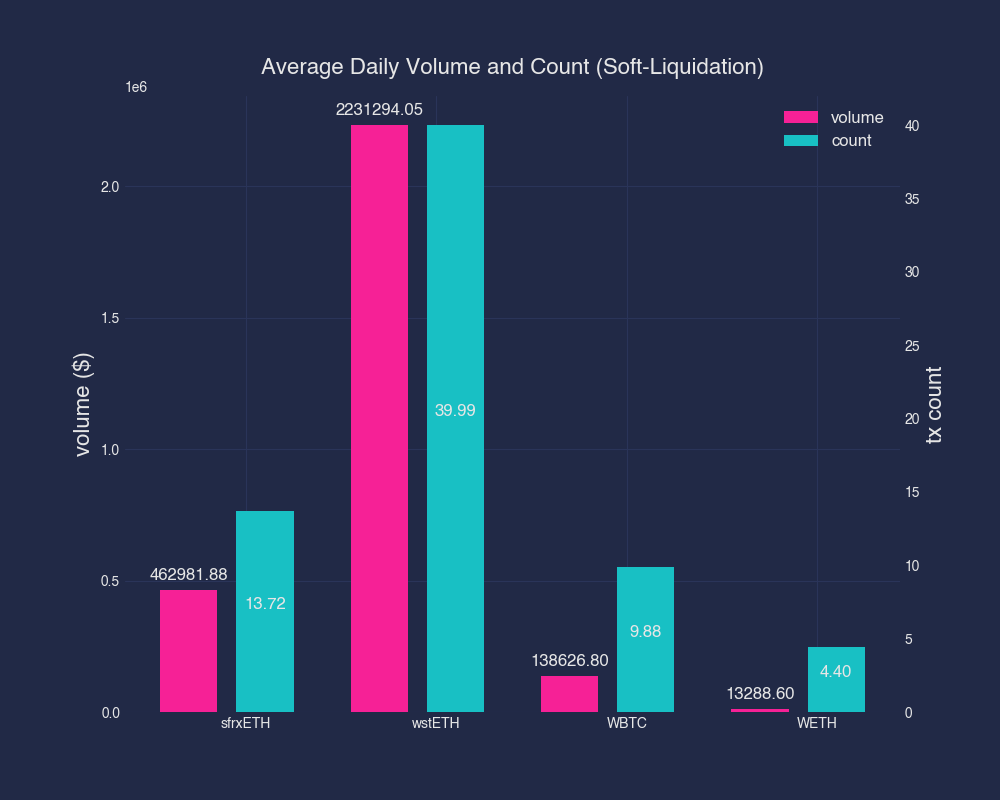 Average Daily Volume and Count (Soft-Liquidation)
1e6
volume
count
volume ($)
2.0
1.5
1.0
0.5
0.0
2231294.05
39.99
462981.88
13.72
138626.80
9.88
13288.60
4.40
40
35
30
25
20
15
10
5
0
tx count
sfrxETH
wstETH
WBTC
WETH